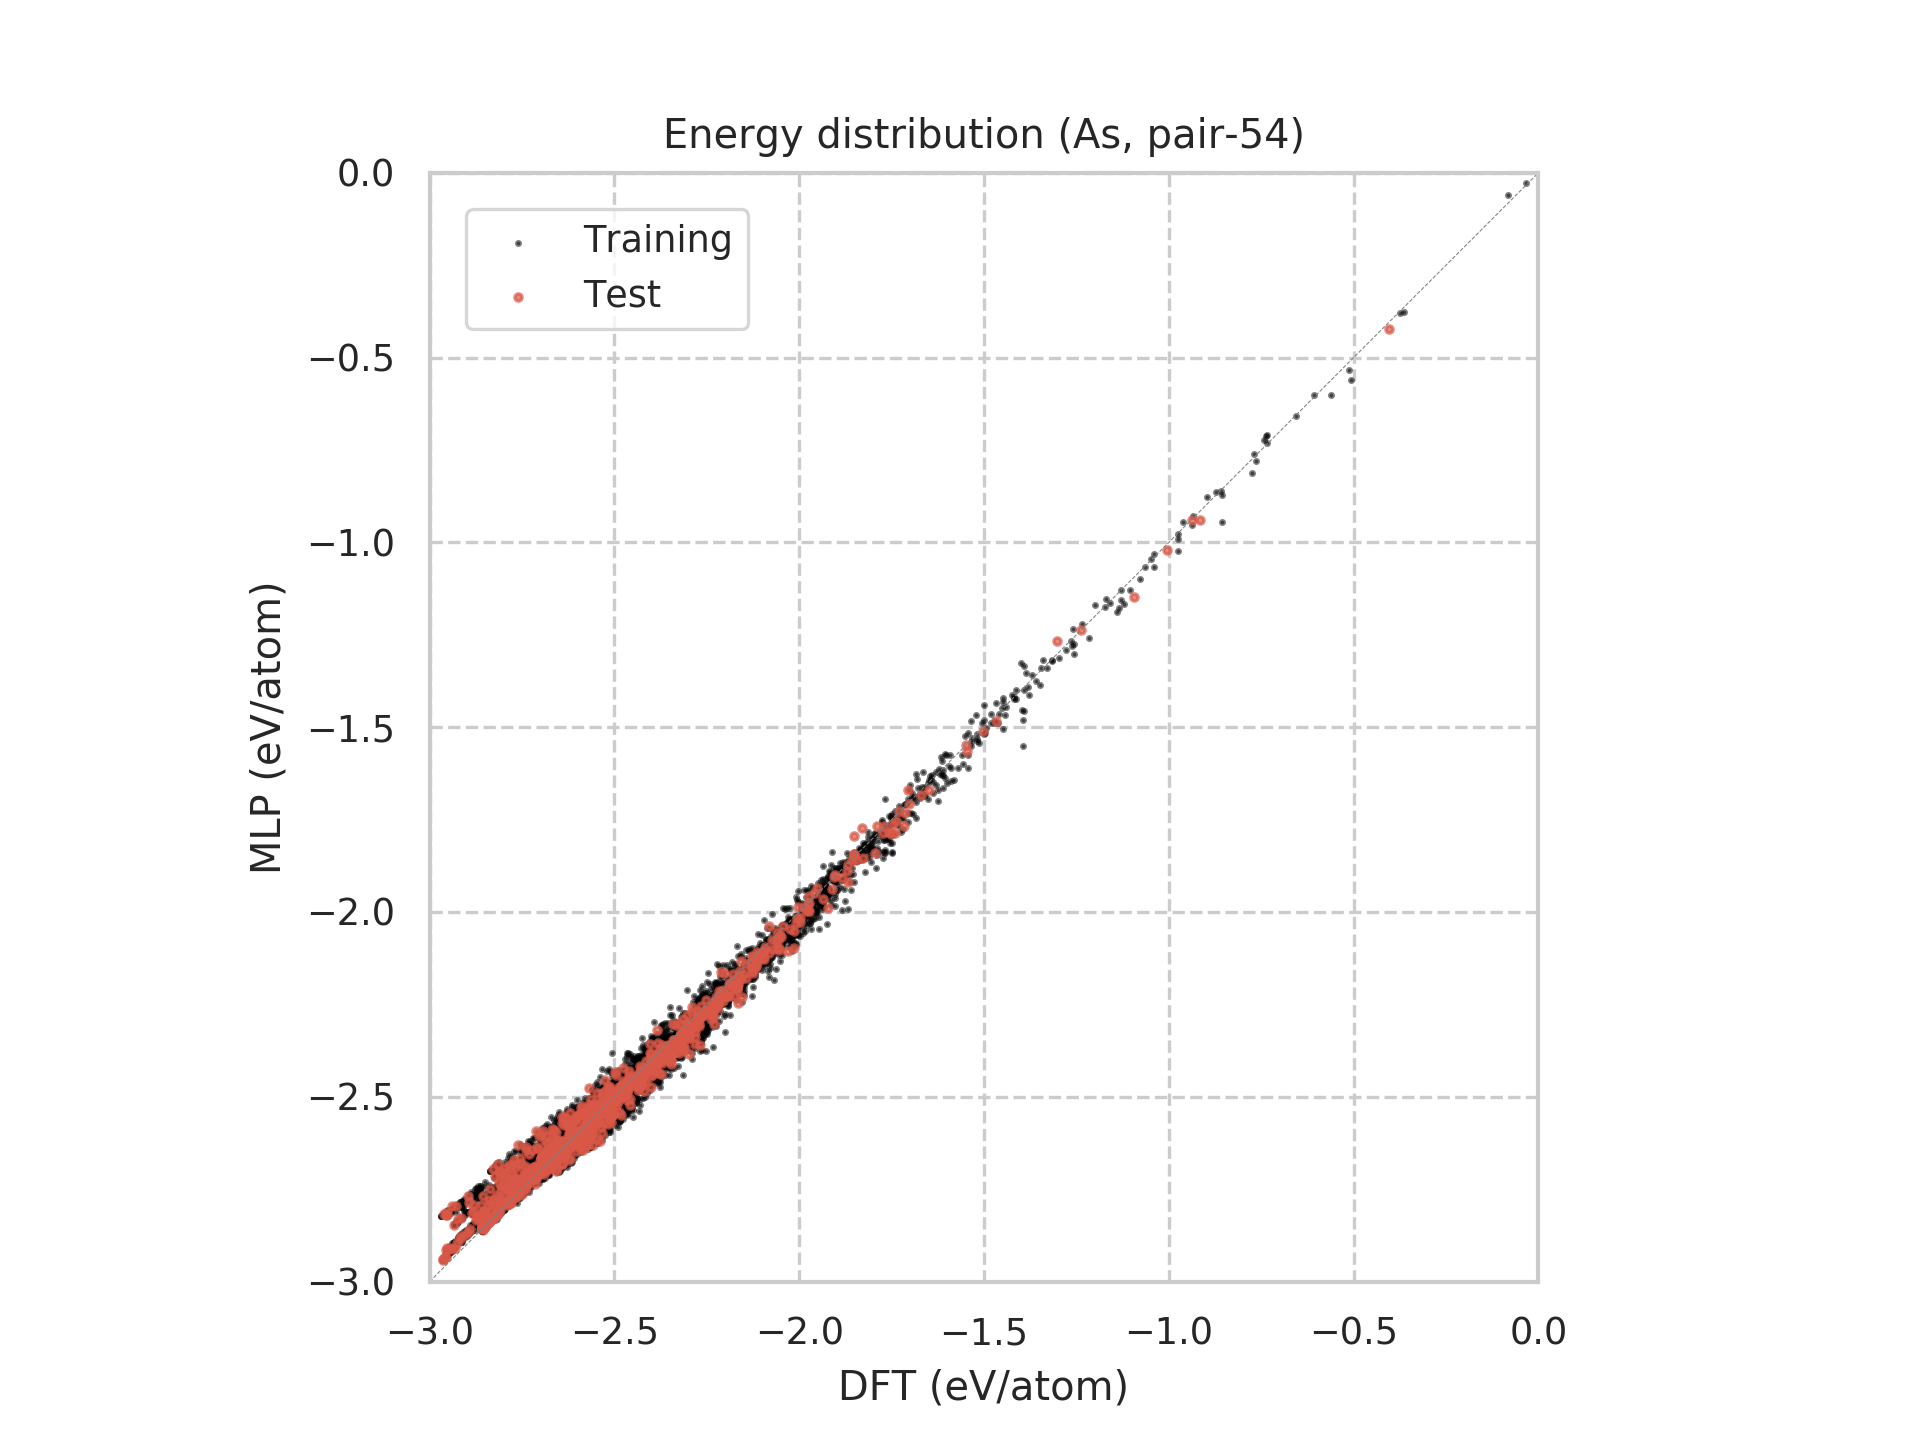 Energy distribution (As, pair-54)
Training
Test
MLP (eV/atom)
0.0
−0.5
−1.0
−1.5
−2.0
−2.5
−3.0
−3.0 −2.5 −2.0 −1.5 −1.0 −0.5 0.0
DFT (eV/atom)